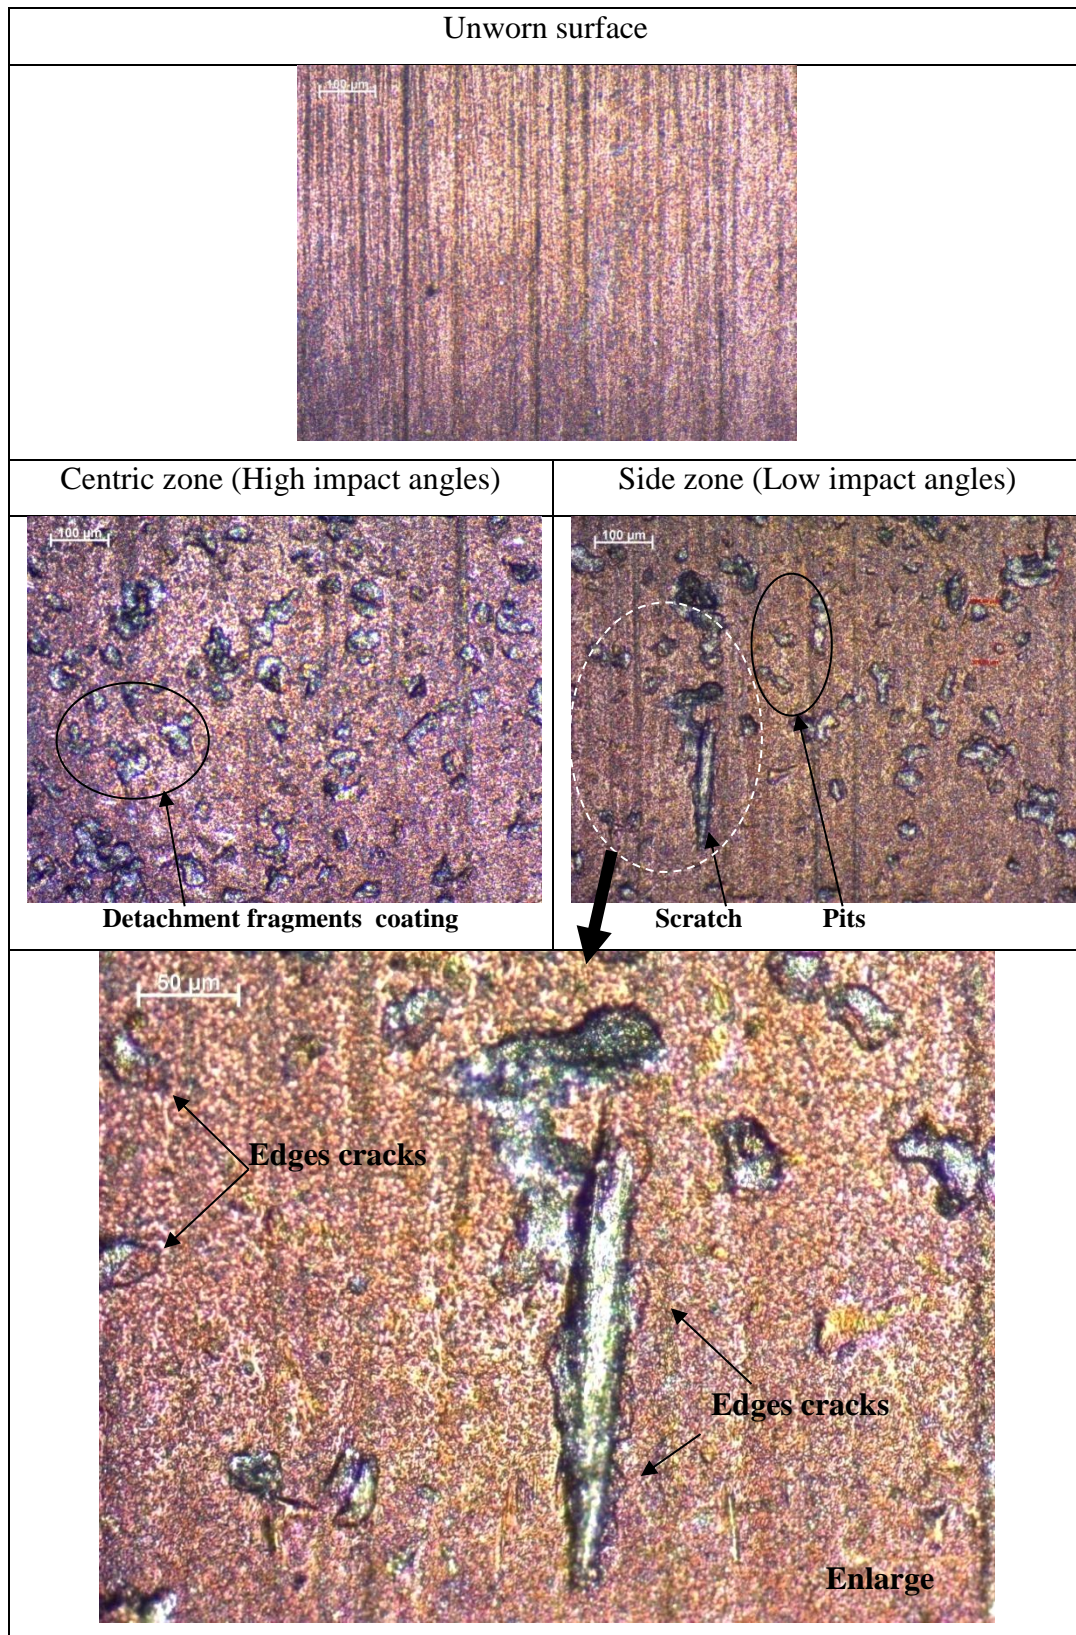 Unworn surface
100 µm
Centric zone (High impact angles)
Side zone (Low impact angles)
100 µm
100 µm
Detachment fragments coating
Scratch
Pits
50 µm
Edges cracks
Edges cracks
Enlarge